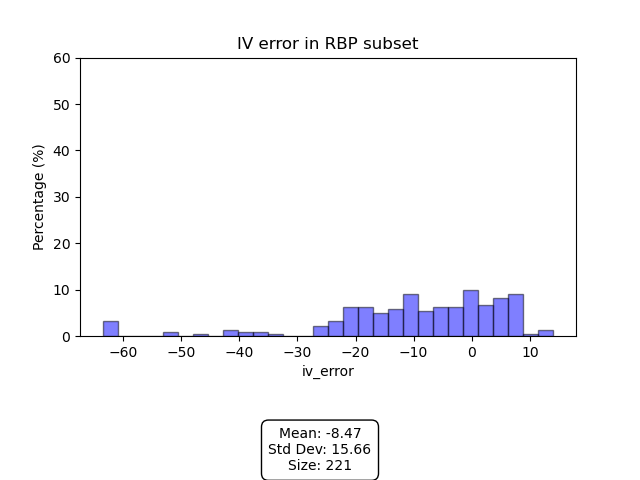 IV error in RBP subset
60
50
40
30
20
10
0
Percentage (%)
−60 −50 −40 −30 −20 −10 0 10
iv_error
Mean: -8.47
Std Dev: 15.66
Size: 221